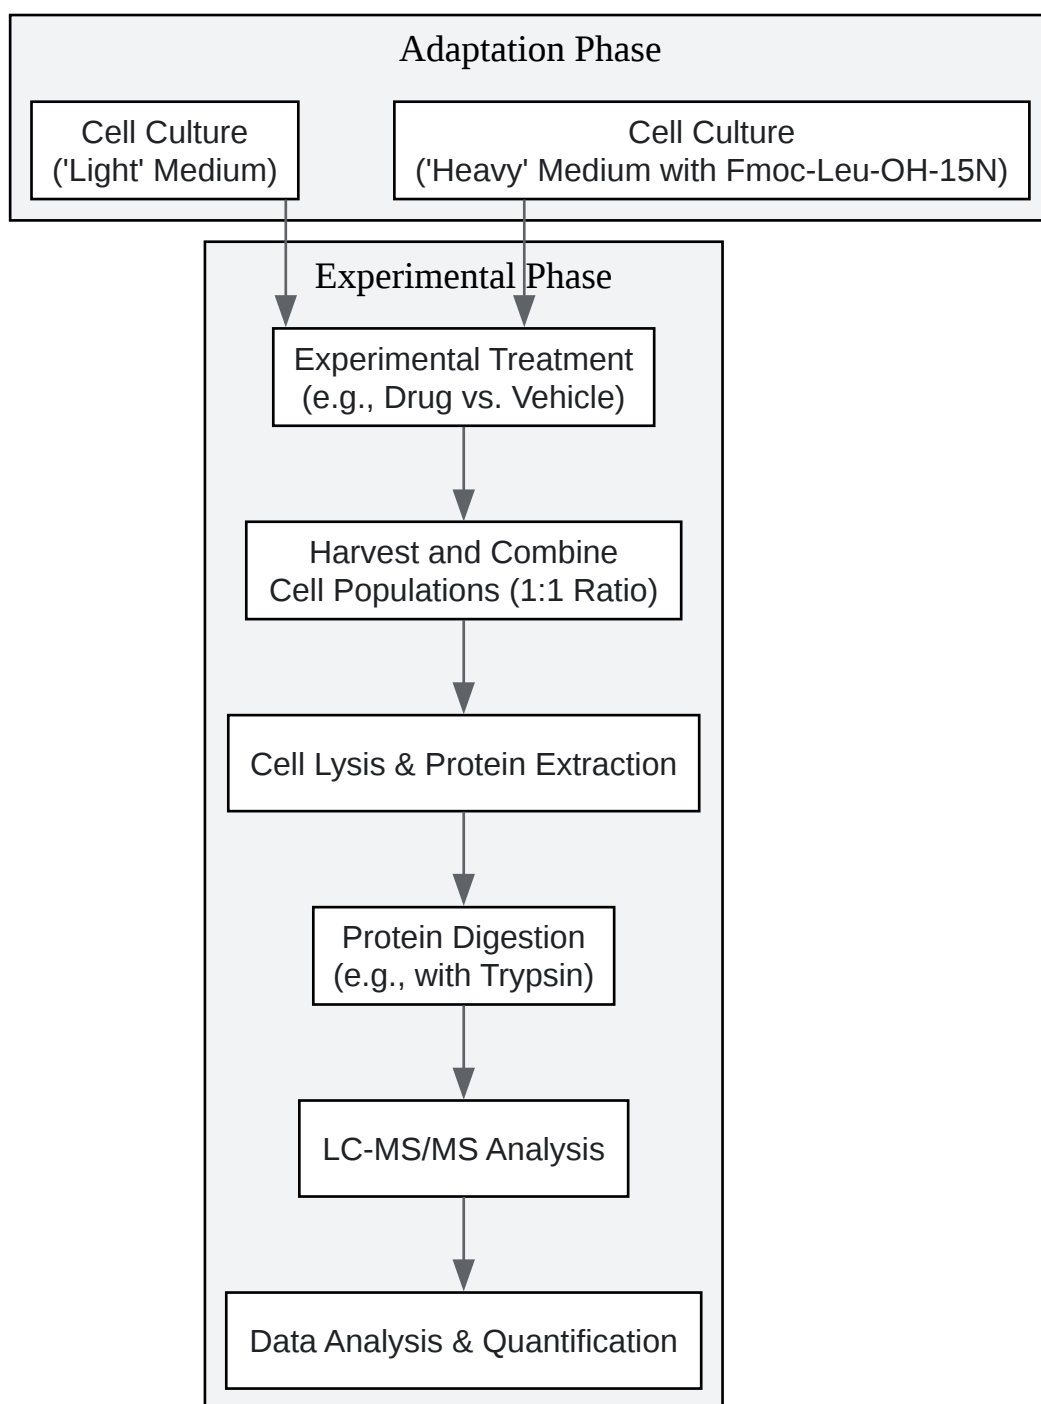 Adaptation Phase
Cell Culture
('Light' Medium)
Cell Culture
('Heavy' Medium with Fmoc-Leu-OH-15N)
Experimental Phase
Experimental Treatment
(e.g., Drug vs. Vehicle)
Harvest and Combine
Cell Populations (1:1 Ratio)
Cell Lysis & Protein Extraction
Protein Digestion
(e.g., with Trypsin)
LC-MS/MS Analysis
Data Analysis & Quantification